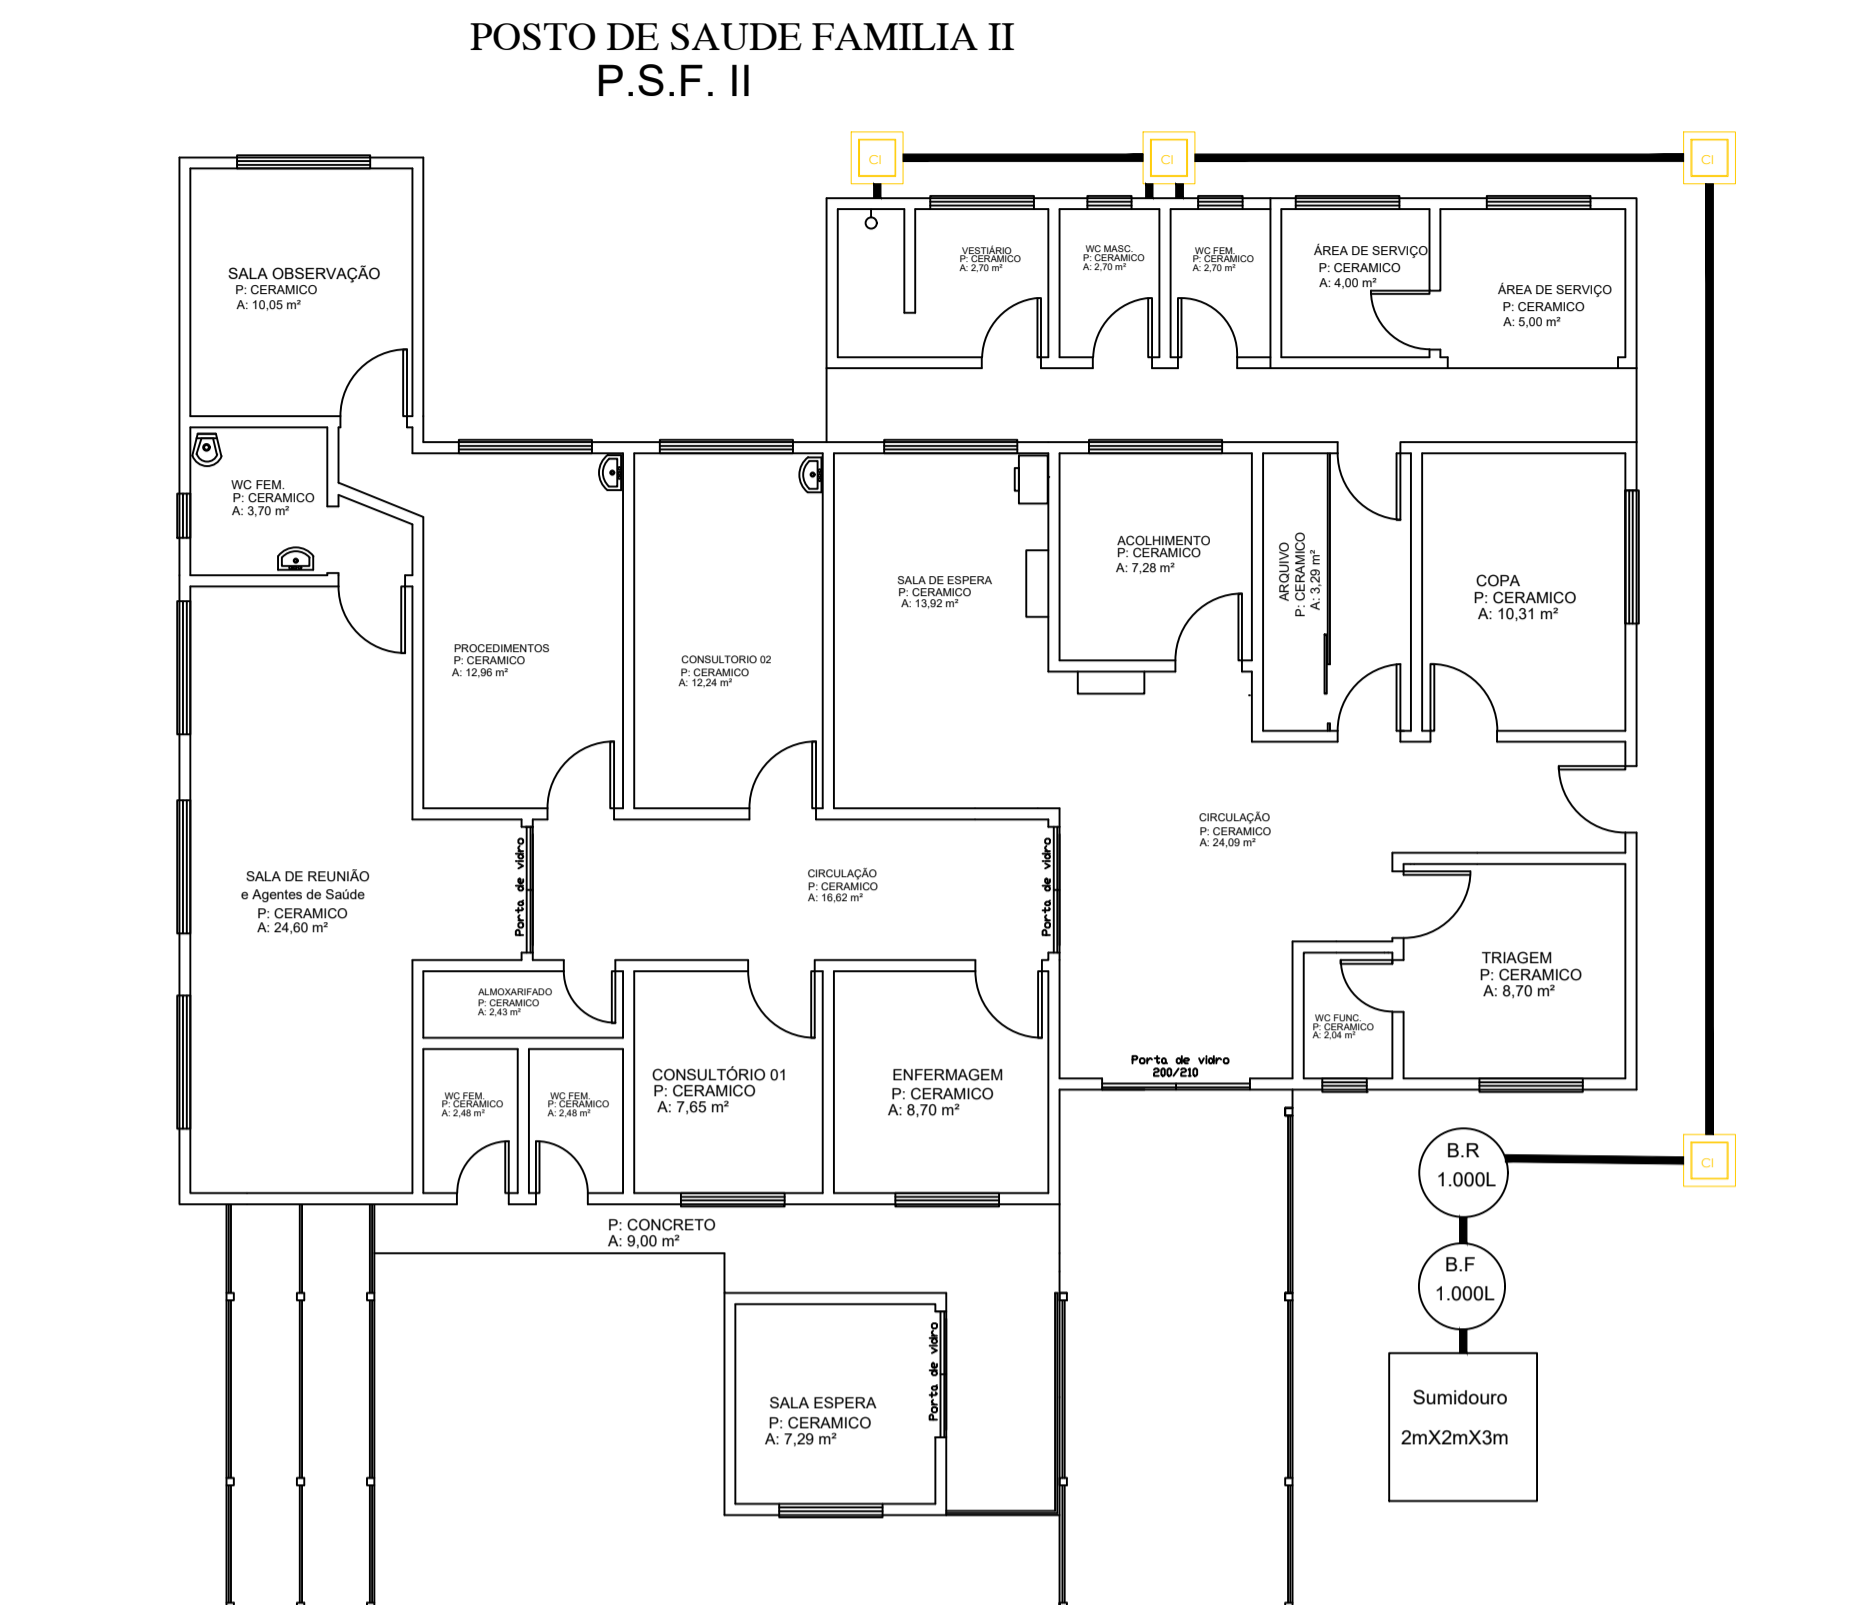 POSTO DE SAUDE FAMILIA II
P.S.F. II
CI
CI
CI
SALA OBSERVAÇÃO
P: CERAMICO
A: 10,05 m²
VESTIÁRIO
P: CERAMICO
A: 2,70 m²
WC MASC.
P: CERAMICO
A: 2,70 m²
WC FEM.
P: CERAMICO
A: 2,70 m²
ÁREA DE SERVIÇO
P: CERAMICO
A: 4,00 m²
ÁREA DE SERVIÇO
P: CERAMICO
A: 5,00 m²
WC FEM.
P: CERAMICO
A: 3,70 m²
PROCEDIMENTOS
P: CERAMICO
A: 12,96 m²
CONSULTORIO 02
P: CERAMICO
A: 12,24 m²
SALA DE ESPERA
P: CERAMICO
A: 13,92 m²
ACOLHIMENTO
P: CERAMICO
A: 7,28 m²
ARQUIVO
P: CERAMICO
A: 3,29 m²
COPA
P: CERAMICO
A: 10,31 m²
SALA DE REUNIÃO
e Agentes de Saúde
P: CERAMICO
A: 24,60 m²
Porta de vidro
CIRCULAÇÃO
P: CERAMICO
A: 16,62 m²
Porta de vidro
CIRCULAÇÃO
P: CERAMICO
A: 24,09 m²
TRIAGEM
P: CERAMICO
A: 8,70 m²
ALMOXARIFADO
P: CERAMICO
A: 2,43 m²
WC FUNC.
P: CERAMICO
A: 2,04 m²
WC FEM.
P: CERAMICO
A: 2,48 m²
WC FEM.
P: CERAMICO
A: 2,48 m²
CONSULTÓRIO 01
P: CERAMICO
A: 7,65 m²
ENFERMAGEM
P: CERAMICO
A: 8,70 m²
Porta de vidro
200/210
P: CONCRETO
A: 9,00 m²
B.R
1.000L
CI
B.F
1.000L
SALA ESPERA
P: CERAMICO
A: 7,29 m²
Porta de vidro
Sumidouro
2mX2mX3m